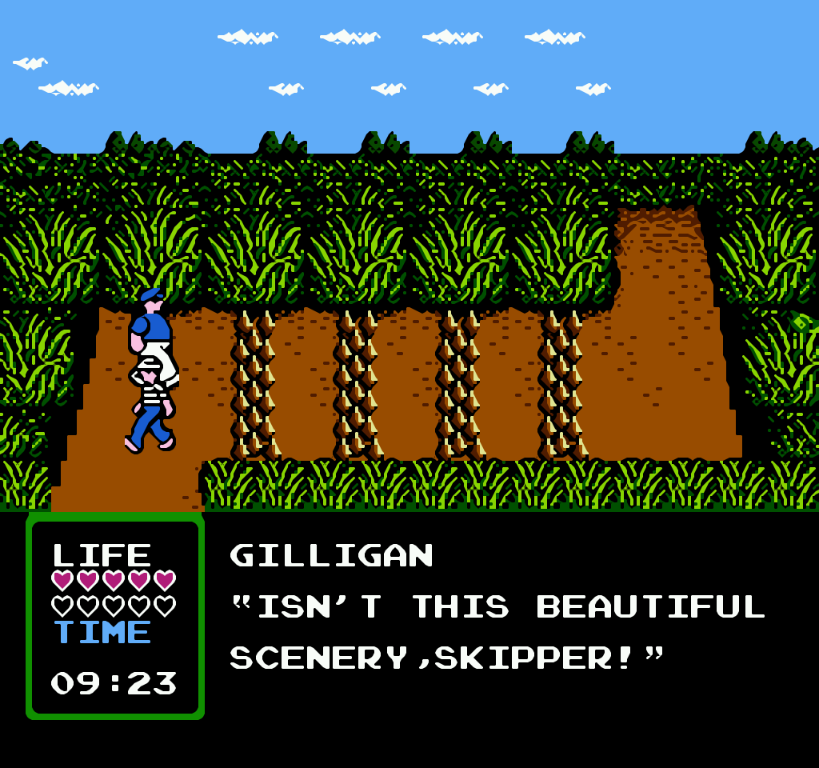 LIFE
TIME
09:23
GILLIGAN
“ISN’T THIS BEAUTIFUL
SCENERY,SKIPPER!”